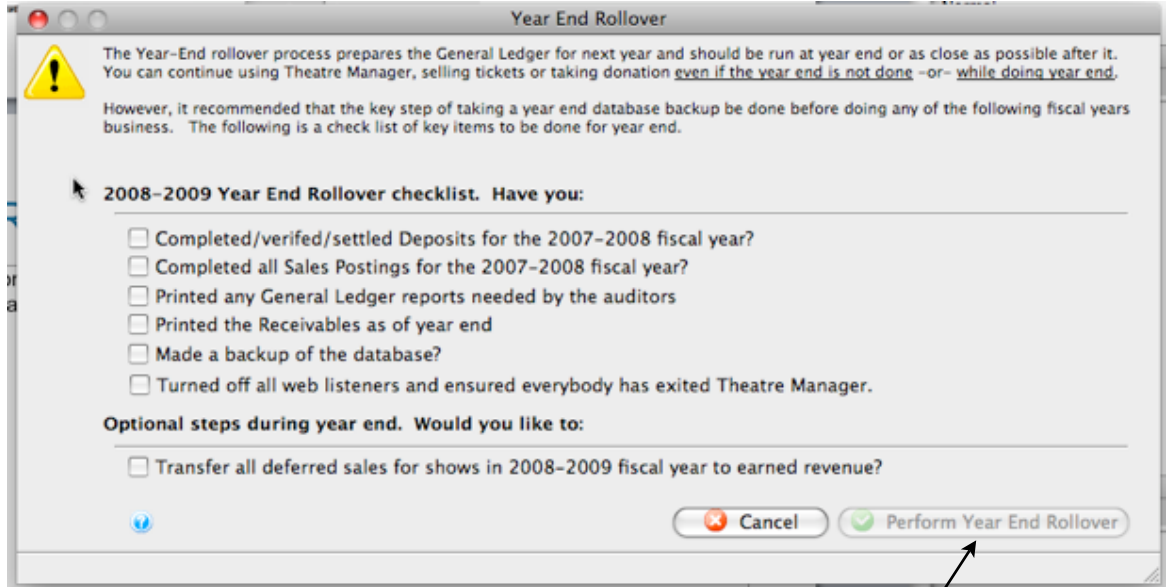 Year End Rollover
The Year-End rollover process prepares the General Ledger for next year and should be run at year end or as close as possible after it.
You can continue using Theatre Manager, selling tickets or taking donation even if the year end is not done -or- while doing year end.
However, it recommended that the key step of taking a year end database backup be done before doing any of the following fiscal years
business. The following is a check list of key items to be done for year end.
2008-2009 Year End Rollover checklist. Have you:
Completed/verifed/settled Deposits for the 2007-2008 fiscal year?
Completed all Sales Postings for the 2007-2008 fiscal year?
Printed any General Ledger reports needed by the auditors
Printed the Receivables as of year end
Made a backup of the database?
Turned off all web listeners and ensured everybody has exited Theatre Manager.
Optional steps during year end. Would you like to:
Transfer all deferred sales for shows in 2008-2009 fiscal year to earned revenue?
Cancel
Perform Year End Rollover